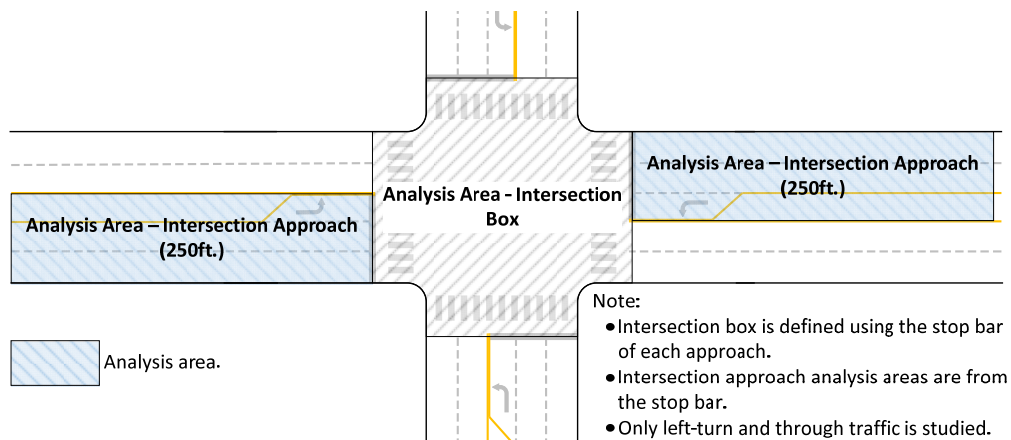 Analysis Area – Intersection Approach
(250ft.)
Analysis Area - Intersection
Box
Analysis Area – Intersection Approach
(250ft.)
Analysis area.
Note:
•Intersection box is defined using the stop bar
of each approach.
•Intersection approach analysis areas are from
the stop bar.
•Only left-turn and through traffic is studied.